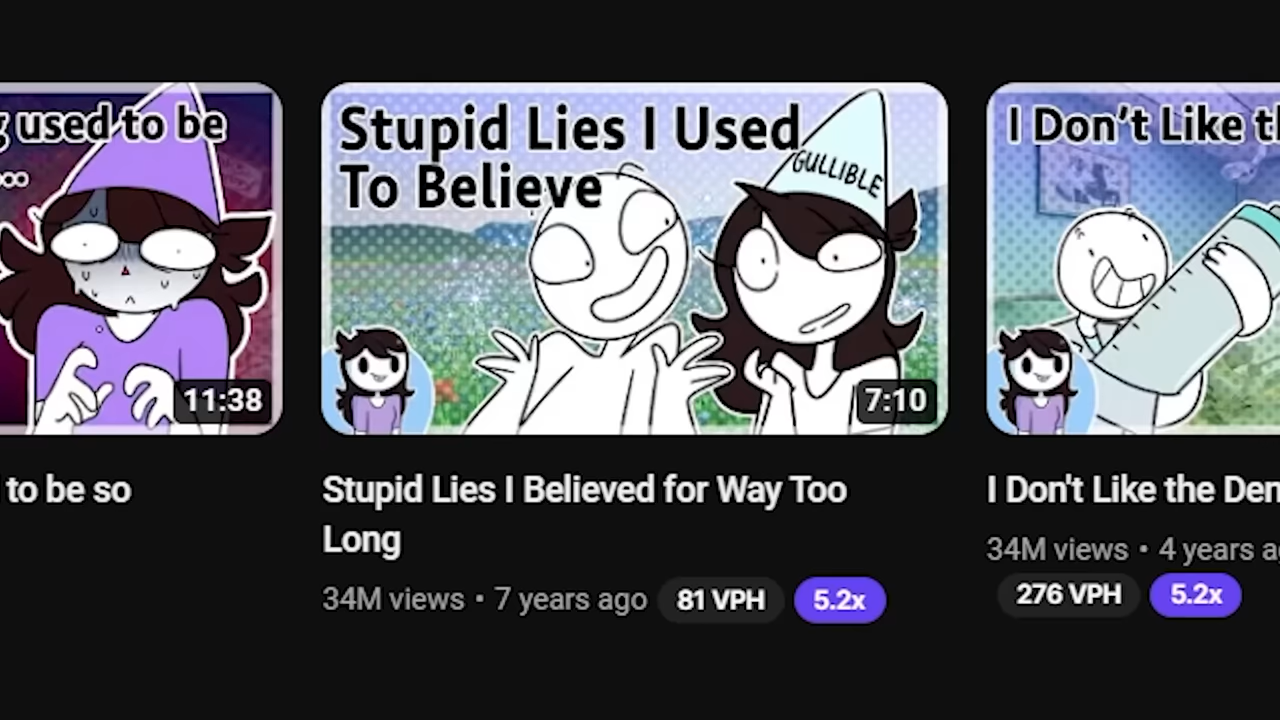 used to be
...
11:38
to be so
Stupid Lies I Used
To Believe
GULLIBLE
7:10
Stupid Lies I Believed for Way Too
Long
34M views • 7 years ago 81 VPH 5.2x
I Don't Like
I Don't Like the
34M views • 4 years
276 VPH 5.2x